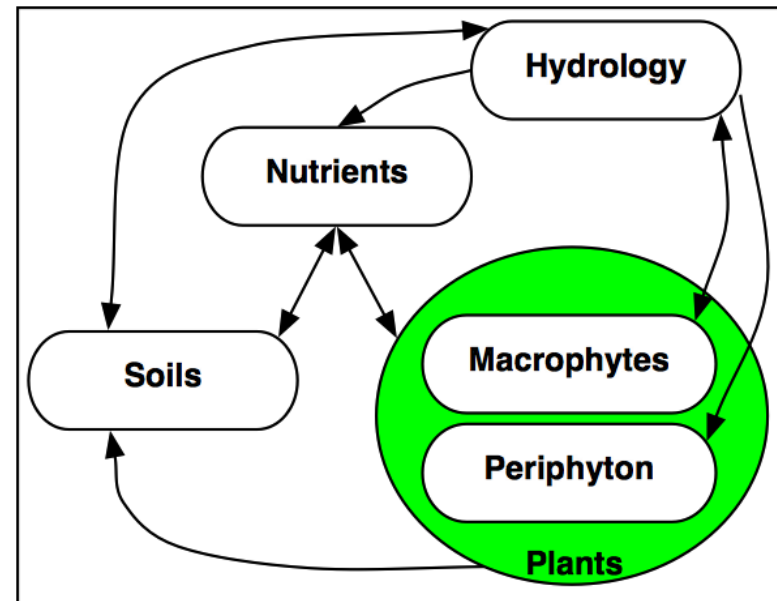 Hydrology
Nutrients
Macrophytes
Soils
Periphyton
Plants